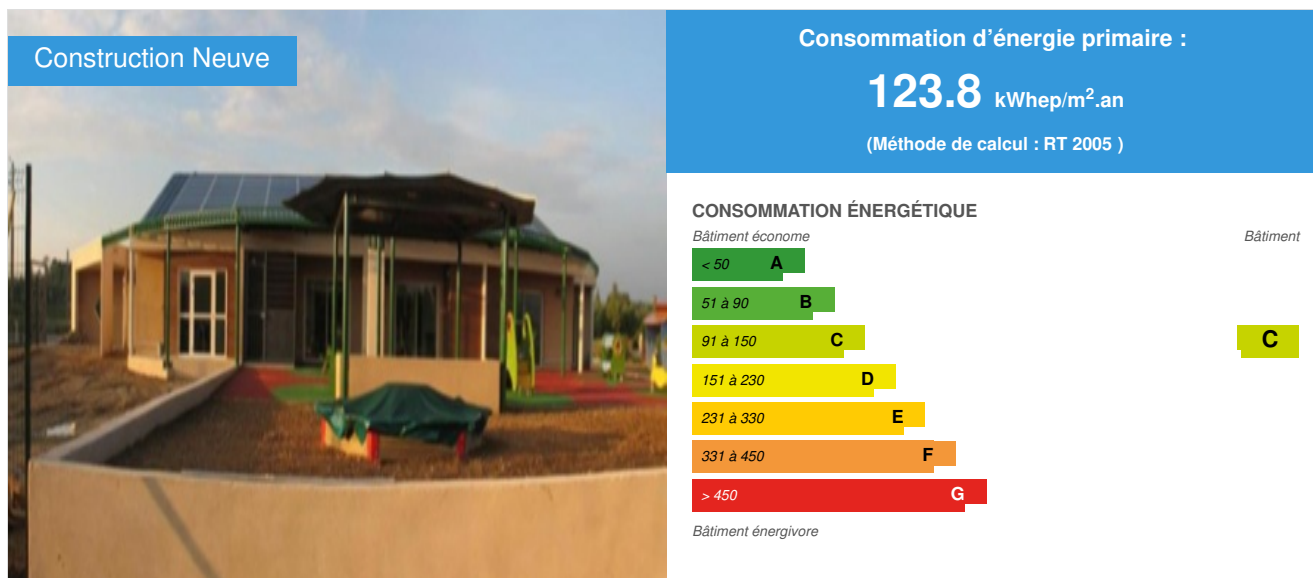 Construction Neuve
Consommation d'énergie primaire :
123.8 kWhep/m².an
(Méthode de calcul : RT 2005 )
CONSOMMATION ÉNERGÉTIQUE
Bâtiment économe
Bâtiment
< 50 A
51 à 90 B
91 à 150 C
C
151 à 230 D
231 à 330 E
331 à 450 F
> 450 G
Bâtiment énergivore